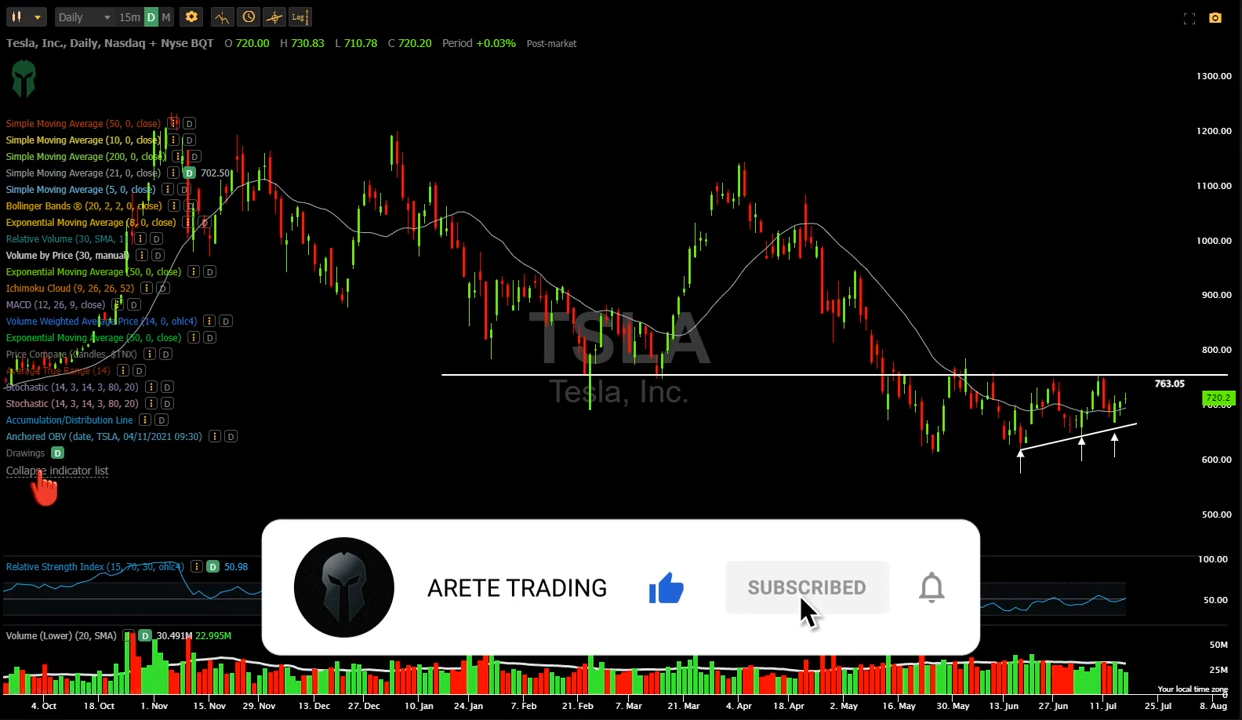 Daily 15m D M Log
Tesla, Inc., Daily, Nasdaq + Nyse BQT O 720.00 H 730.83 L 710.78 C 720.20 Period +0.03% Post-market
1300.00
Simple Moving Average (50, 0, close) D
1200.00
Simple Moving Average (10, 0, close) D
Simple Moving Average (200, 0, close) D
Simple Moving Average (21, 0, close) D 702.50
1100.00
Simple Moving Average (5, 0, close) D
Bollinger Bands ® (20, 2, 2, 0, close)
Exponential Moving Average (8, 0, close) D
Relative Volume (30, SMA, 1 D
1000.00
Volume by Price (30, manual) D
Exponential Moving Average (50, 0, close) D
Ichimoku Cloud (9, 26, 26, 52) D
900.00
MACD (12, 26, 9, close) D
Volume Weighted Average Price (14, 0, ohlc4) D
Exponential Moving Average (50, 0, close) D
TSLA
800.00
Price Compare (Candles, $TNX) D
Average True Range (14) D
Stochastic (14, 3, 14, 3, 80, 20) D
763.05
Tesla, Inc.
720.2
Stochastic (14, 3, 14, 3, 80, 20) D
700.00
Accumulation/Distribution Line D
Anchored OBV (date, TSLA, 04/11/2021 09:30) D
Drawings D
600.00
Collapse indicator list
500.00
100.00
Relative Strength Index (15, 70, 30, ohlc4) D 50.98
ARETE TRADING SUBSCRIBED
50.00
Volume (Lower) (20, SMA) D 30.491M 22.995M
50M
25M
Your local time zone
0
4. Oct 18. Oct 1. Nov 15. Nov 29. Nov 13. Dec 27. Dec 10. Jan 24. Jan 7. Feb 21. Feb 7. Mar 21. Mar 4. Apr 18. Apr 2. May 16. May 30. May 13. Jun 27. Jun 11. Jul 25. Jul 8. Aug